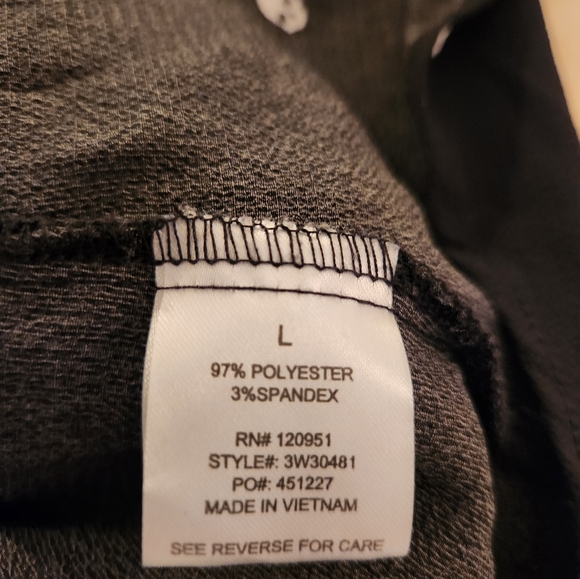 L
97% POLYESTER
3%SPANDEX
RN# 120951
STYLE#: 3W30481
PO#: 451227
MADE IN VIETNAM
SEE REVERSE FOR CARE